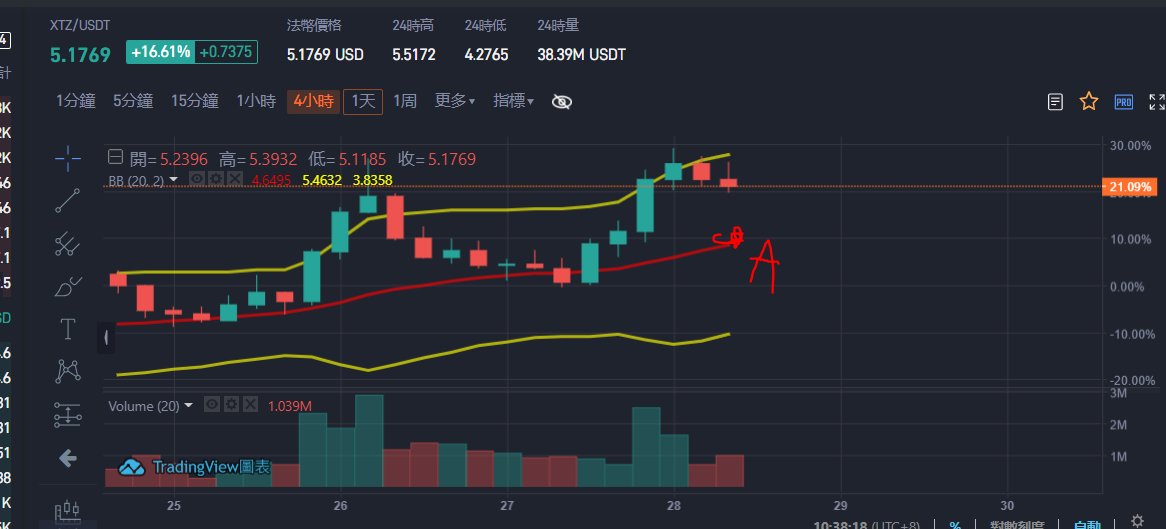 XTZ/USDT
5.1769
+16.61%
+0.7375
法幣價格
5.1769 USD
24時高
5.5172
24時低
4.2765
24時量
38.39M USDT
1分鐘
5分鐘
15分鐘
1小時
4小時
1天
1周
更多
指標
PRO
開=5.2396 高=5.3932 低=5.1185 收=5.1769
BB (20, 2)
4.6495 5.4632 3.8358
30.00%
21.09%
10.00%
0.00%
-10.00%
-20.00%
A
Volume (20)
1.039M
3M
2M
1M
TradingView圖表
25
26
27
28
29
30
10:38:18 (UTC+8)
%
對數刻度
自動